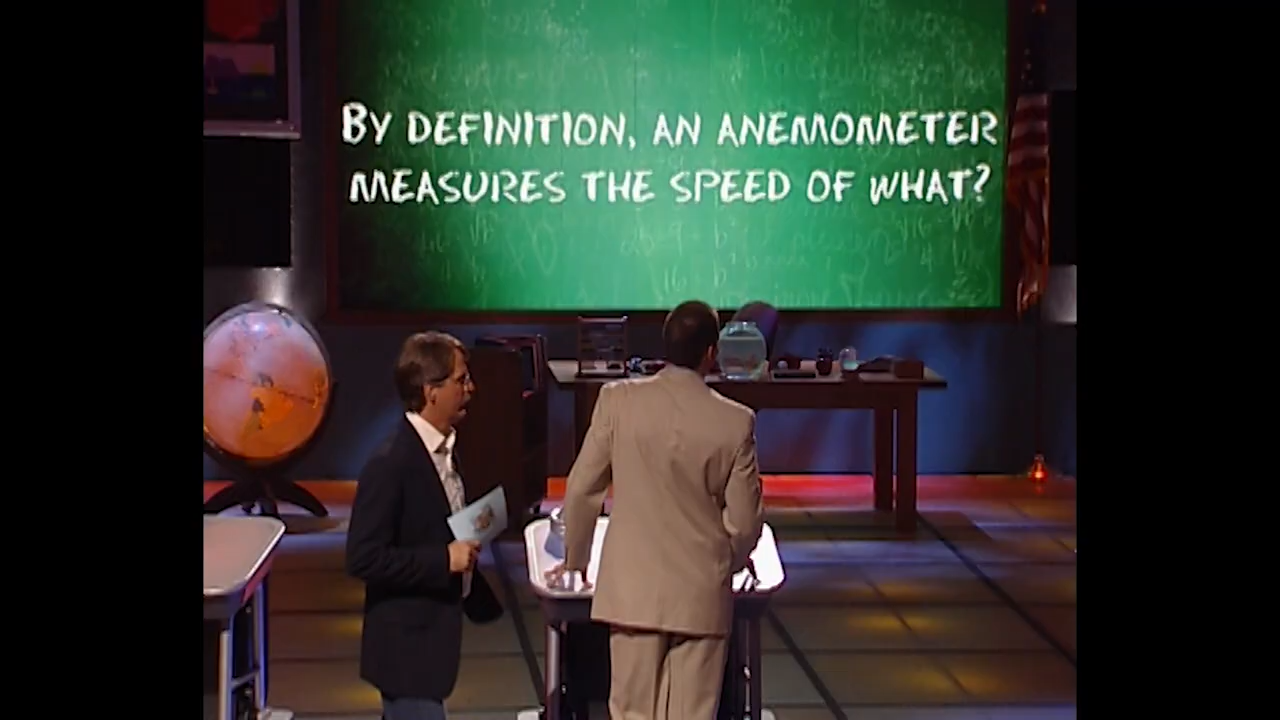 BY DEFINITION, AN ANEMOMETER
MEASURES THE SPEED OF WHAT?